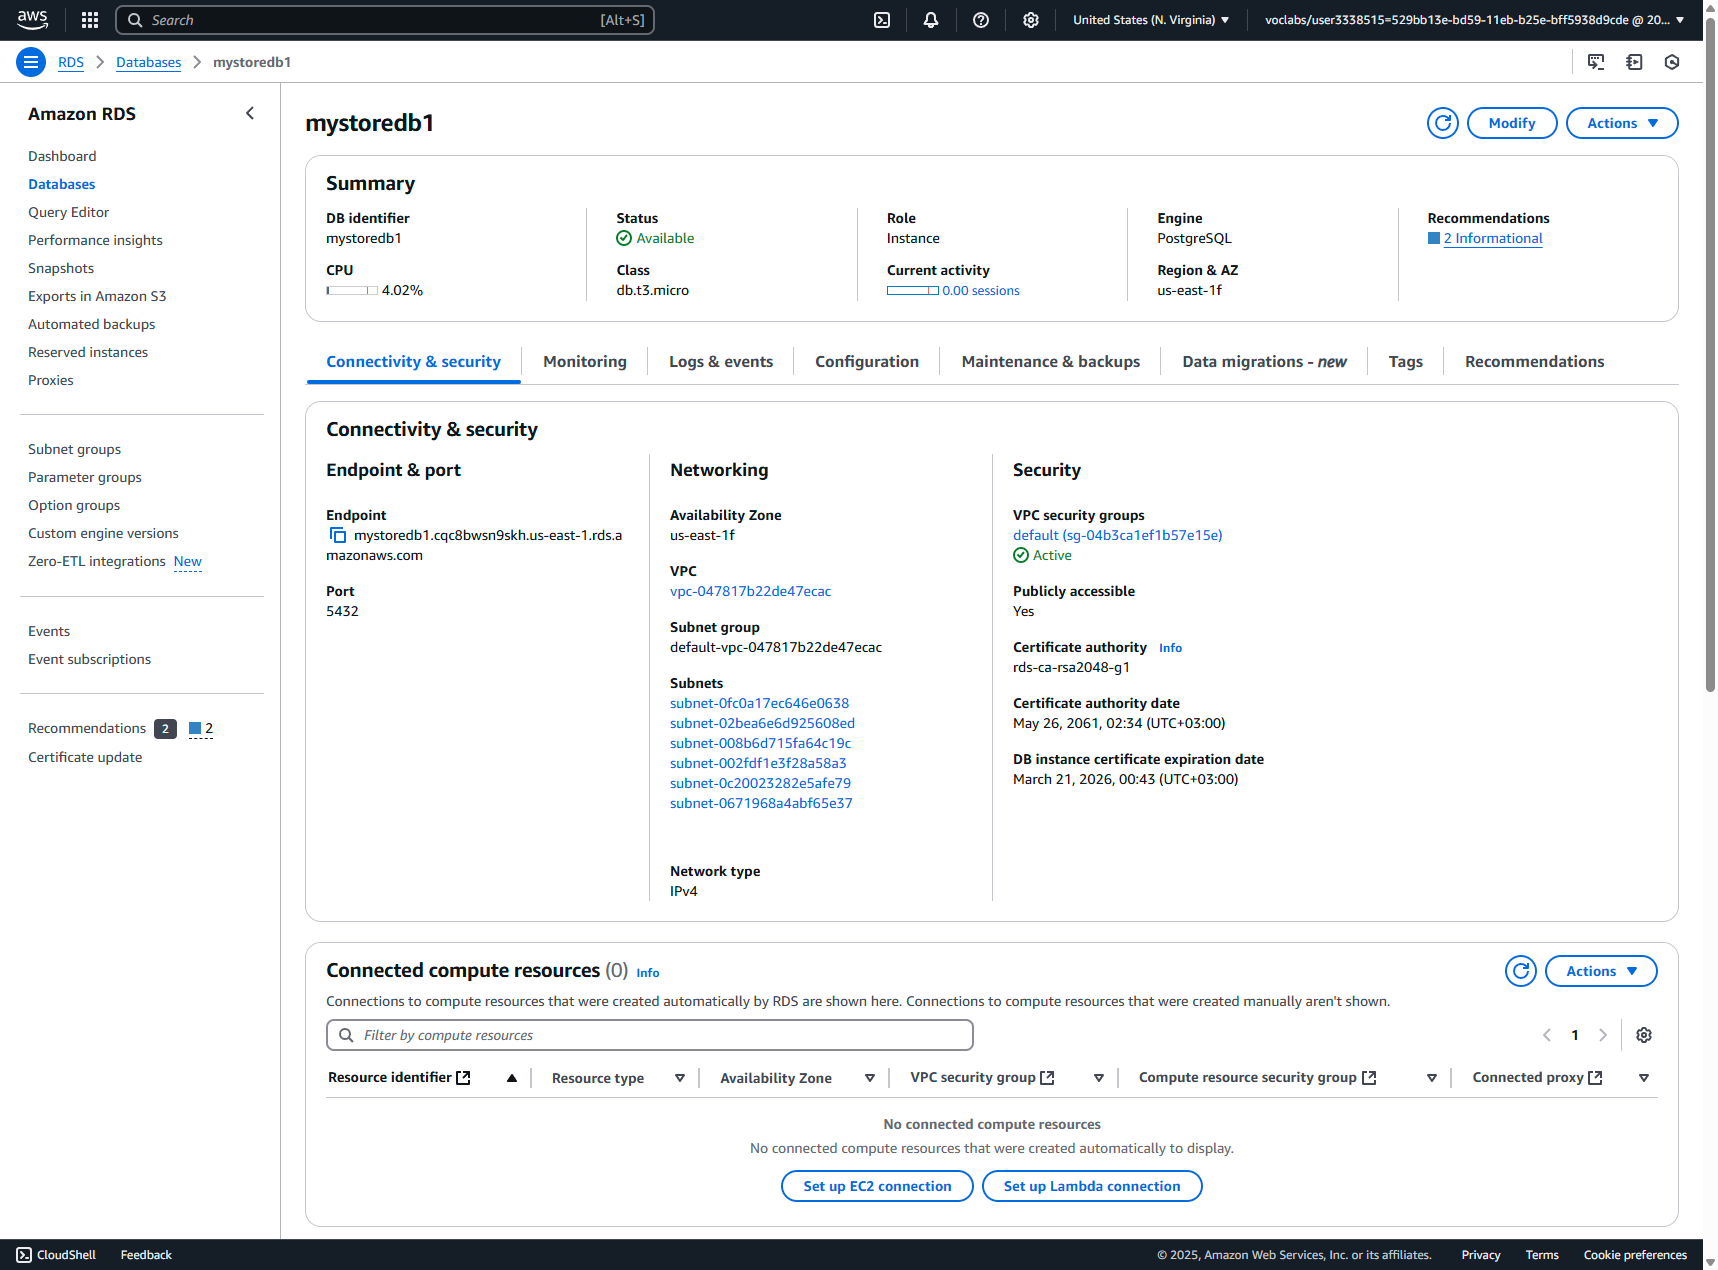 aws
Search [Alt+S]
United States (N. Virginia)
voclabs/user3338515=529bb13e-bd59-11eb-b25e-bff5938d9cde @ 20...
RDS
Databases
mystoredb1
Amazon RDS
Dashboard
Databases
Query Editor
Performance insights
Snapshots
Exports in Amazon S3
Automated backups
Reserved instances
Proxies
Subnet groups
Parameter groups
Option groups
Custom engine versions
Zero-ETL integrations New
Events
Event subscriptions
Recommendations 2 2
Certificate update
mystoredb1
Modify
Actions
Summary
DB identifier
mystoredb1
CPU
4.02%
Status
Available
Class
db.t3.micro
Role
Instance
Current activity
0.00 sessions
Engine
PostgreSQL
Region & AZ
us-east-1f
Recommendations
2 Informational
Connectivity & security
Monitoring
Logs & events
Configuration
Maintenance & backups
Data migrations - new
Tags
Recommendations
Connectivity & security
Endpoint & port
Endpoint
mystoredb1.cqc8bwsn9skh.us-east-1.rds.a
mazonaws.com
Port
5432
Networking
Availability Zone
us-east-1f
VPC
vpc-047817b22de47ecac
Subnet group
default-vpc-047817b22de47ecac
Subnets
subnet-0fc0a17ec646e0638
subnet-02bea6e6d925608ed
subnet-008b6d715fa64c19c
subnet-002fdf1e3f28a58a3
subnet-0c20023282e5afe79
subnet-0671968a4abf65e37
Network type
IPv4
Security
VPC security groups
default (sg-04b3ca1ef1b57e15e)
Active
Publicly accessible
Yes
Certificate authority Info
rds-ca-rsa2048-g1
Certificate authority date
May 26, 2061, 02:34 (UTC+03:00)
DB instance certificate expiration date
March 21, 2026, 00:43 (UTC+03:00)
Connected compute resources (0) Info
Actions
Connections to compute resources that were created automatically by RDS are shown here. Connections to compute resources that were created manually aren't shown.
Filter by compute resources
1
Resource identifier
Resource type
Availability Zone
VPC security group
Compute resource security group
Connected proxy
No connected compute resources
No connected compute resources that were created automatically to display.
Set up EC2 connection
Set up Lambda connection
CloudShell
Feedback
© 2025, Amazon Web Services, Inc. or its affiliates.
Privacy
Terms
Cookie preferences